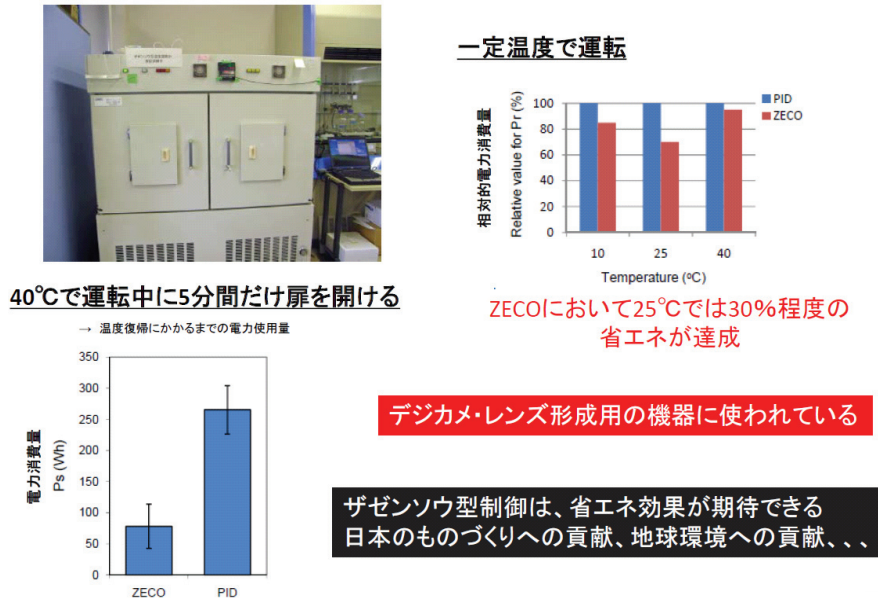 一定温度で運転
相対的電力消費量
Relative value for Pr (%)
100
80
60
40
20
0
10
25
40
Temperature (ºC)
PID
ZECO
ZECOにおいて25℃では30%程度の
省エネが達成
40℃で運転中に5分間だけ扉を開ける
→ 温度復帰にかかるまでの電力使用量
電力消費量
Ps (Wh)
350
300
250
200
150
100
50
0
ZECO
PID
デジカメ・レンズ形成用の機器に使われている
ザゼンソウ型制御は、省エネ効果が期待できる
日本のものづくりへの貢献、地球環境への貢献、、、